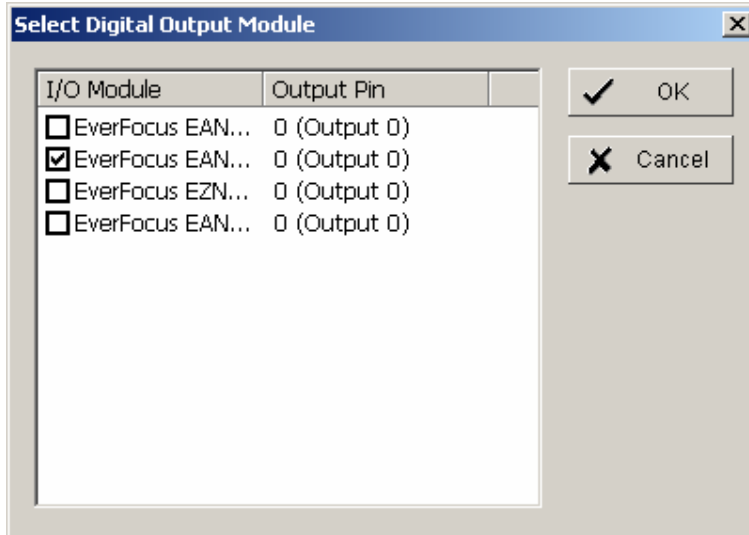 Select Digital Output Module
I/O Module Output Pin
EverFocus EAN... 0 (Output 0)
EverFocus EAN... 0 (Output 0)
EverFocus EZN... 0 (Output 0)
EverFocus EAN... 0 (Output 0)
OK
Cancel